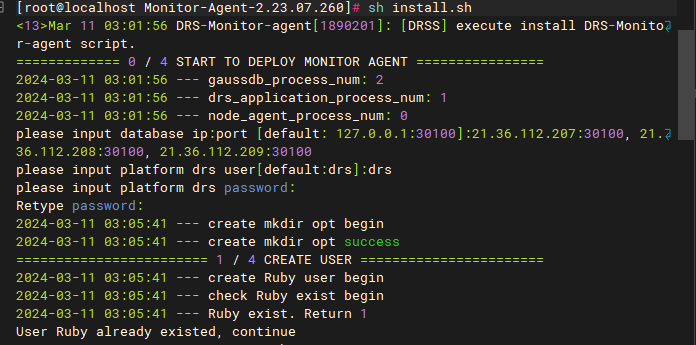 [root@localhost Monitor-Agent-2.23.07.260]# sh install.sh
<13>Mar 11 03:01:56 DRS-Monitor-agent[1890201]: [DRSS] execute install DRS-Monito
r-agent script.
============= 0 / 4 START TO DEPLOY MONITOR AGENT ================
2024-03-11 03:01:56 --- gaussdb_process_num: 2
2024-03-11 03:01:56 --- drs_application_process_num: 1
2024-03-11 03:01:56 --- node_agent_process_num: 0
please input database ip:port [default: 127.0.0.1:30100]:21.36.112.207:30100, 21.
36.112.208:30100, 21.36.112.209:30100
please input platform drs user[default:drs]:drs
please input platform drs password:
Retype password:
2024-03-11 03:05:41 --- create mkdir opt begin
2024-03-11 03:05:41 --- create mkdir opt success
======================== 1 / 4 CREATE USER =======================
2024-03-11 03:05:41 --- create Ruby user begin
2024-03-11 03:05:41 --- check Ruby exist begin
2024-03-11 03:05:41 --- Ruby exist. Return 1
User Ruby already existed, continue